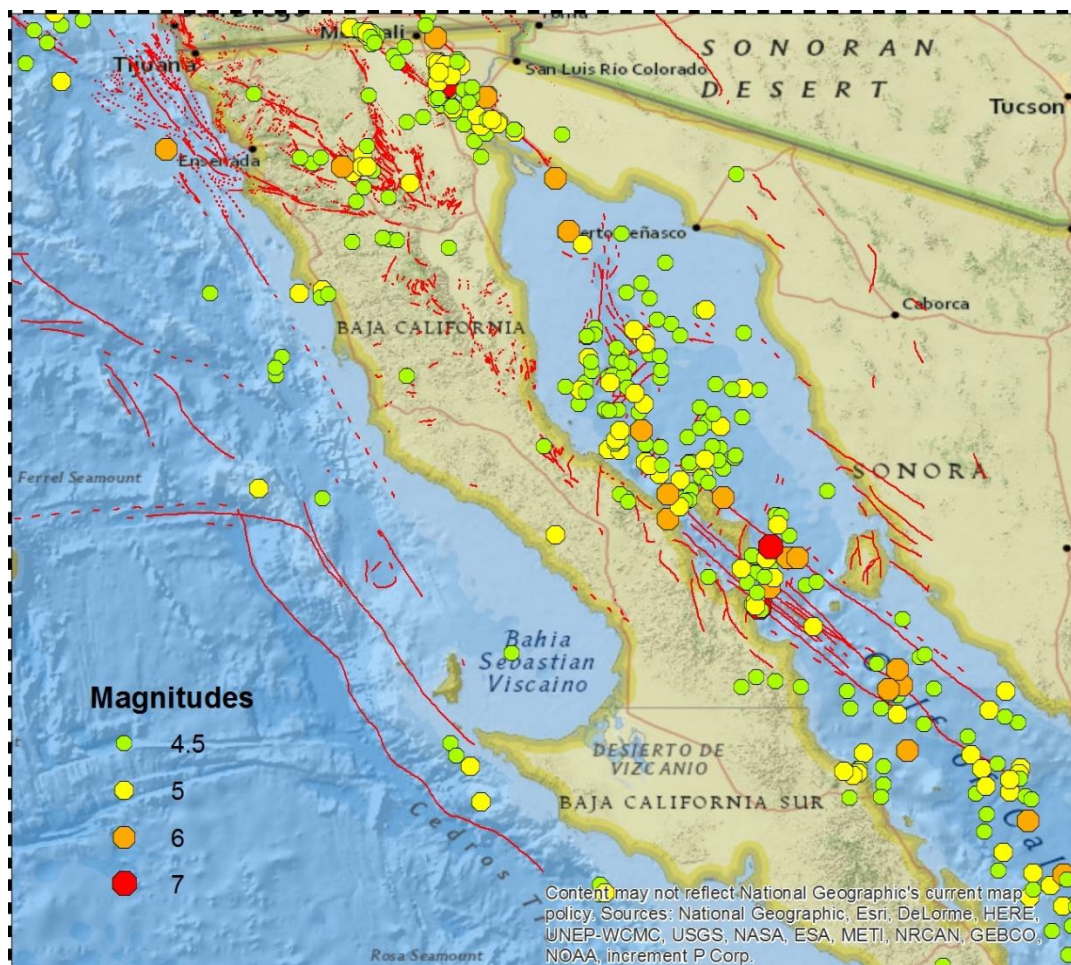 Tijuana
San Luis Río Colorado
SONORAN
DESERT
Tucson
Ensenada
Caborca
BAJA CALIFORNIA
Ferrel Seamount
SONORA
Bahia
Sebastian
Viscaino
Magnitudes
4.5
5
6
7
DESIERTO DE
VIZCANIO
BAJA CALIFORNIA SUR
Cedros
Content may not reflect National Geographic's current map
policy. Sources: National Geographic, Esri, DeLorme, HERE,
UNEP-WCMC, USGS, NASA, ESA, METI, NRCAN, GEBCO,
NOAA, increment P Corp.
Rosa Seamount